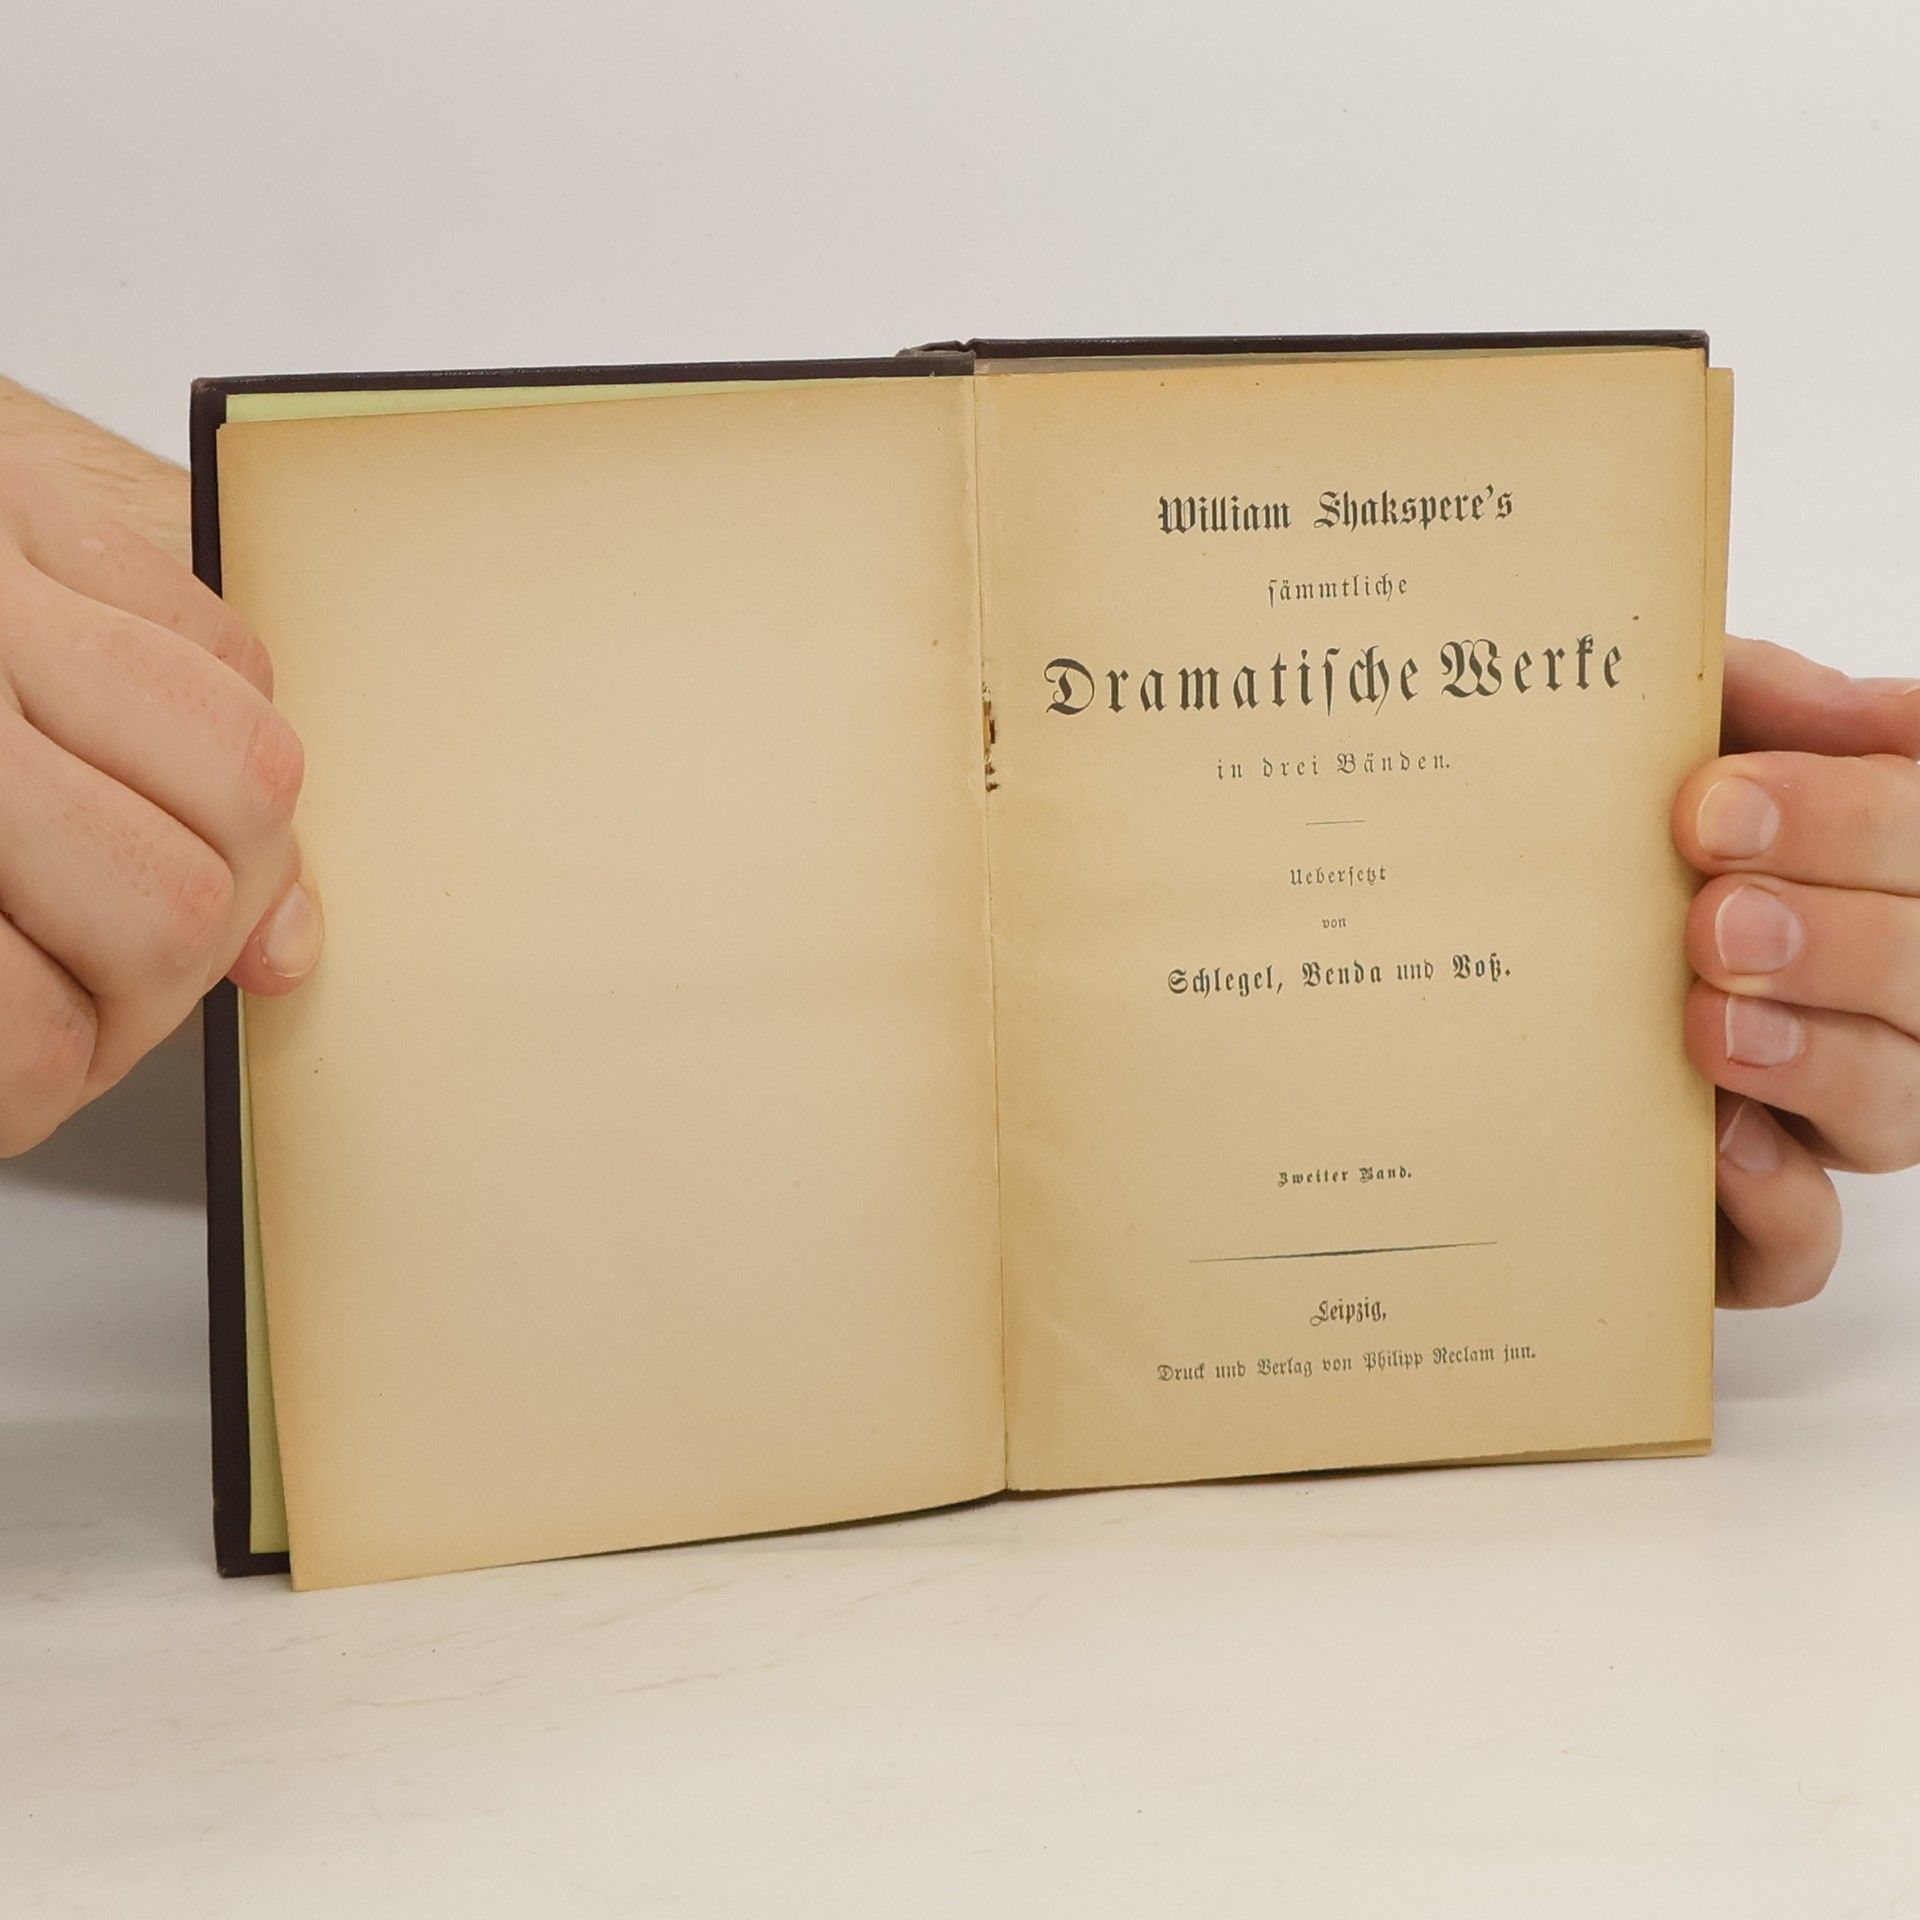 William Shakspere's
sämmtliche
Dramatische Werke
in drei Bänden.
Uebersetzt
von
Schlegel, Benda und Voß.
Zweiter Band.
Leipzig,
Druck und Verlag von Philipp Reclam jun.